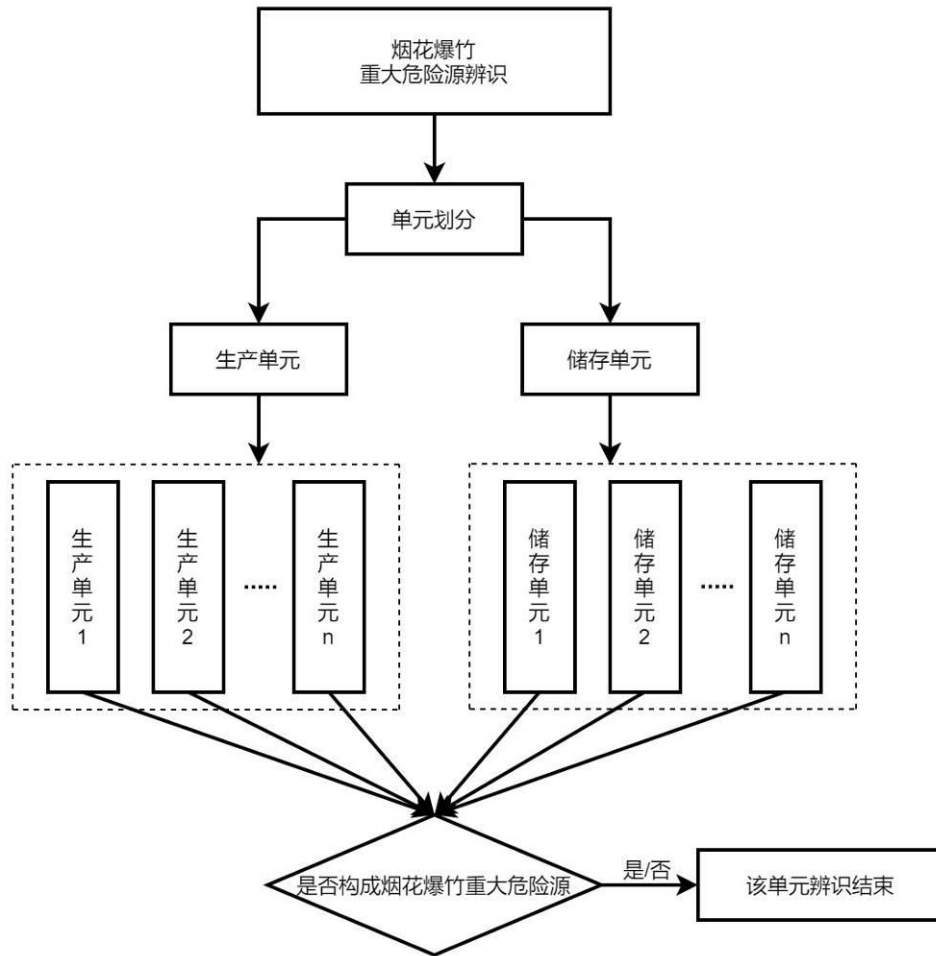 烟花爆竹
重大危险源辨识
单元划分
生产单元
储存单元
生产单元1
生产单元2
.....
生产单元n
储存单元1
储存单元2
.....
储存单元n
是否构成烟花爆竹重大危险源
是/否
该单元辨识结束